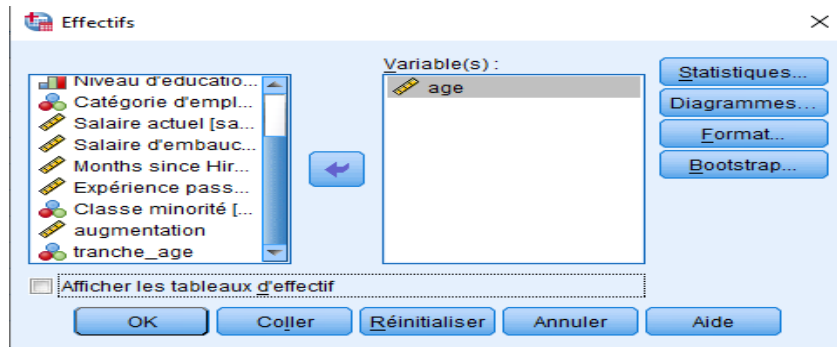 Effectifs
Variable(s) :
Niveau d'éducatio...
Catégorie d'empl...
Salaire actuel [sa...
Salaire d'embauc...
Months since Hir...
Expérience pass...
Classe minorité [...
augmentation
tranche_age
age
Statistiques...
Diagrammes...
Format...
Bootstrap...
Afficher les tableaux d'effectif
OK Coller Réinitialiser Annuler Aide